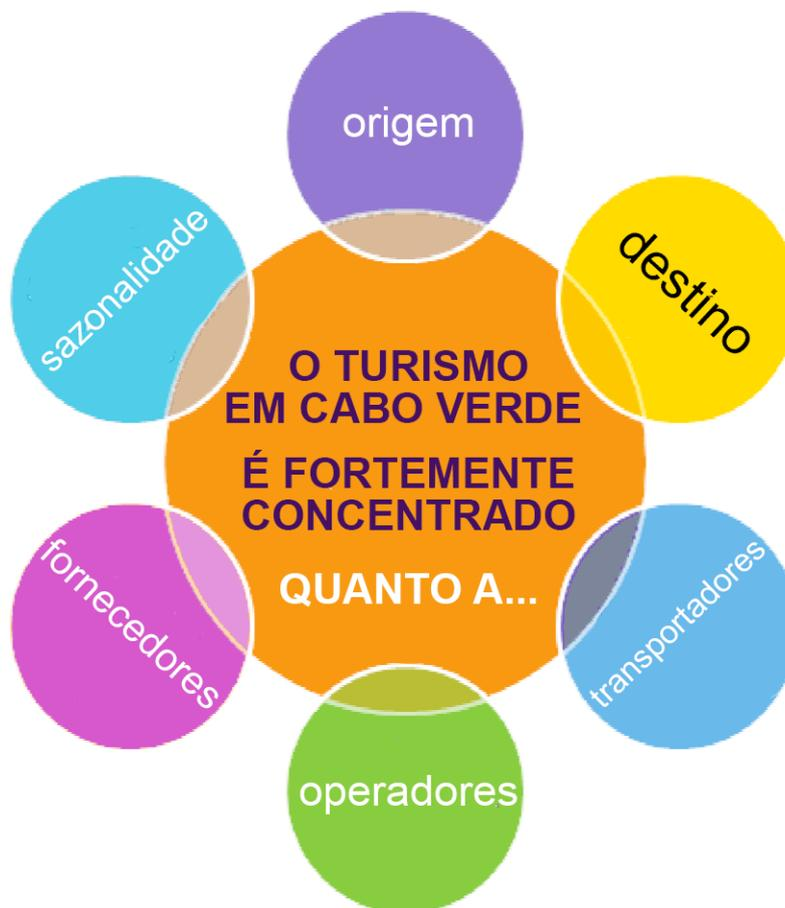 origem
sazonalidade
destino
O TURISMO
EM CABO VERDE
É FORTEMENTE
CONCENTRADO
QUANTO A...
fornecedores
transportadores
operadores